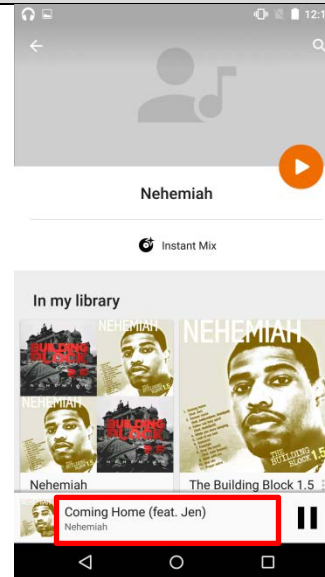 12:1
Nehemiah
Instant Mix
In my library
NEHEMIAH
NEHEMIAH
BUILDING
BLOCK
NEHEMIAH
THE BUILDING
BLOCK 1.5
Nehemiah
The Building Block 1.5
Coming Home (feat. Jen)
Nehemiah